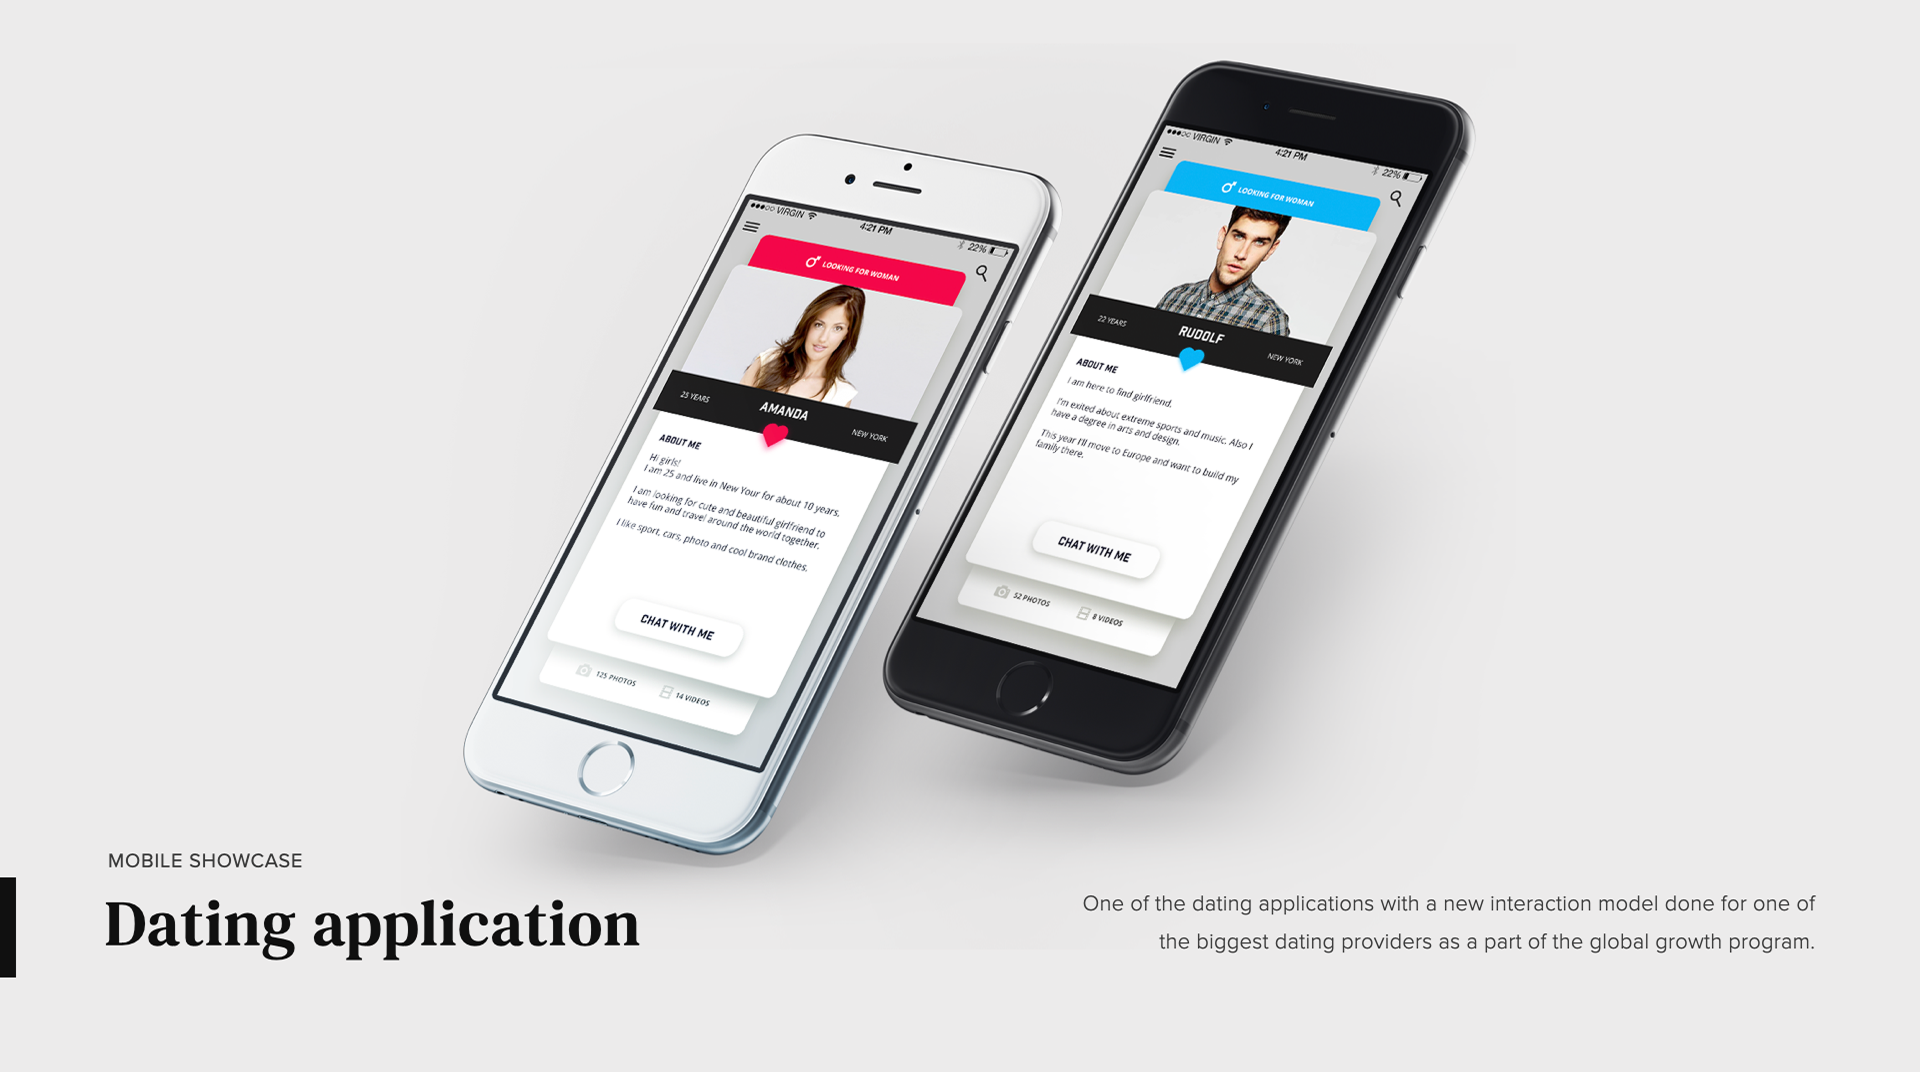 VIRGIN
4:21 PM
22%
LOOKING FOR WOMAN
25 YEARS
AMANDA
NEW YORK
ABOUT ME
Hi girls!
I am 25 and live in New Your for about 10 years.
I am looking for cute and beautiful girlfriend to
have fun and travel around the world together.
I like sport, cars, photo and cool brand clothes.
CHAT WITH ME
125 PHOTOS
14 VIDEOS
VIRGIN
4:21 PM
22%
LOOKING FOR WOMAN
22 YEARS
RUDOLF
NEW YORK
ABOUT ME
I am here to find girlfriend.
I'm exited about extreme sports and music. Also I
have a degree in arts and design.
This year I'll move to Europe and want to build my
family there.
CHAT WITH ME
52 PHOTOS
8 VIDEOS
MOBILE SHOWCASE
Dating application
One of the dating applications with a new interaction model done for one of
the biggest dating providers as a part of the global growth program.